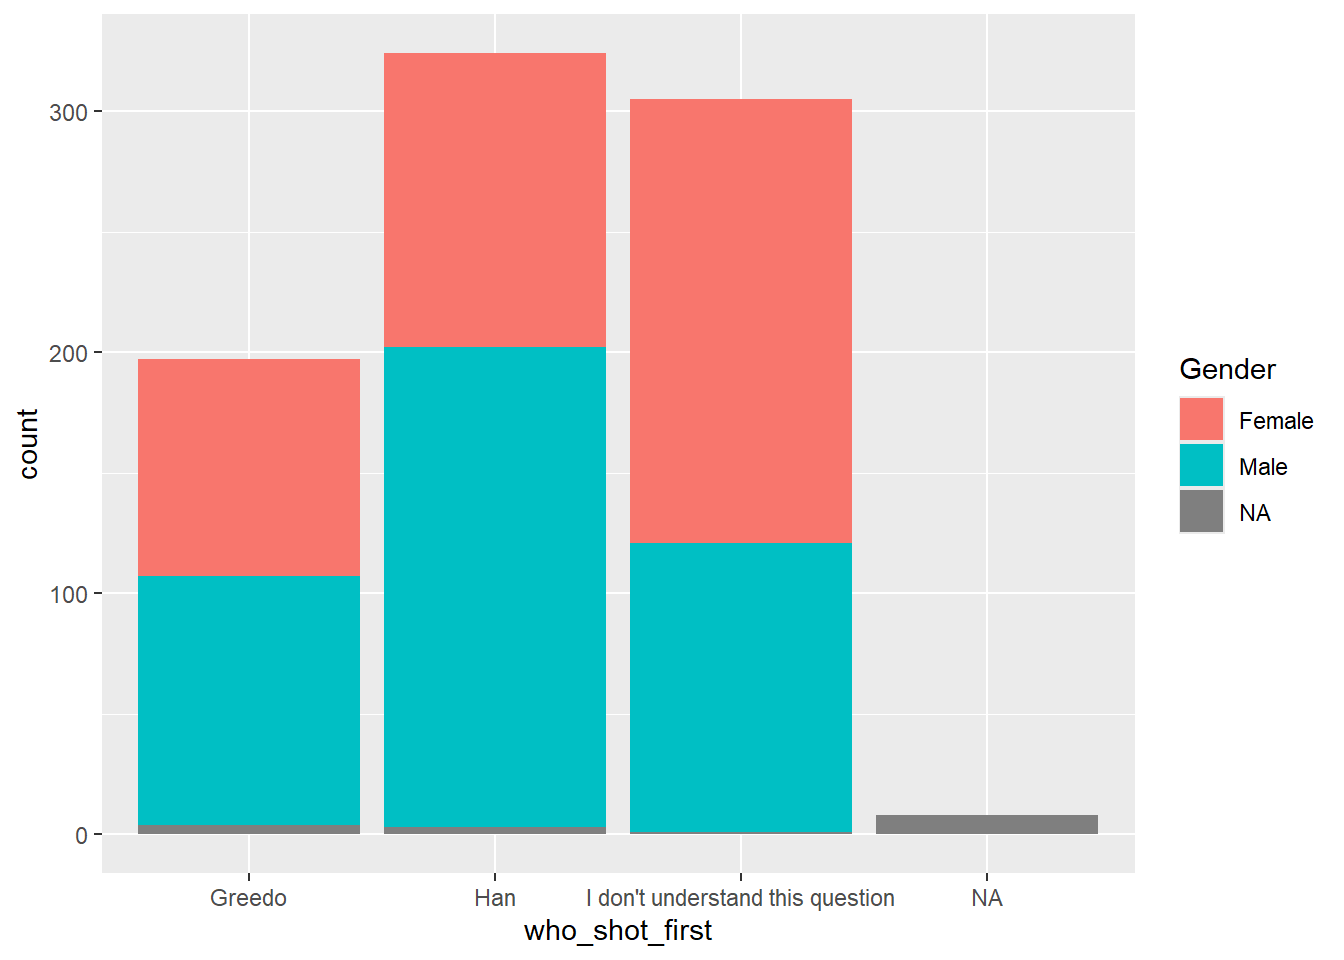 300
200
100
0
count
Greedo
Han
I don't understand this question
NA
who_shot_first
Gender
Female
Male
NA